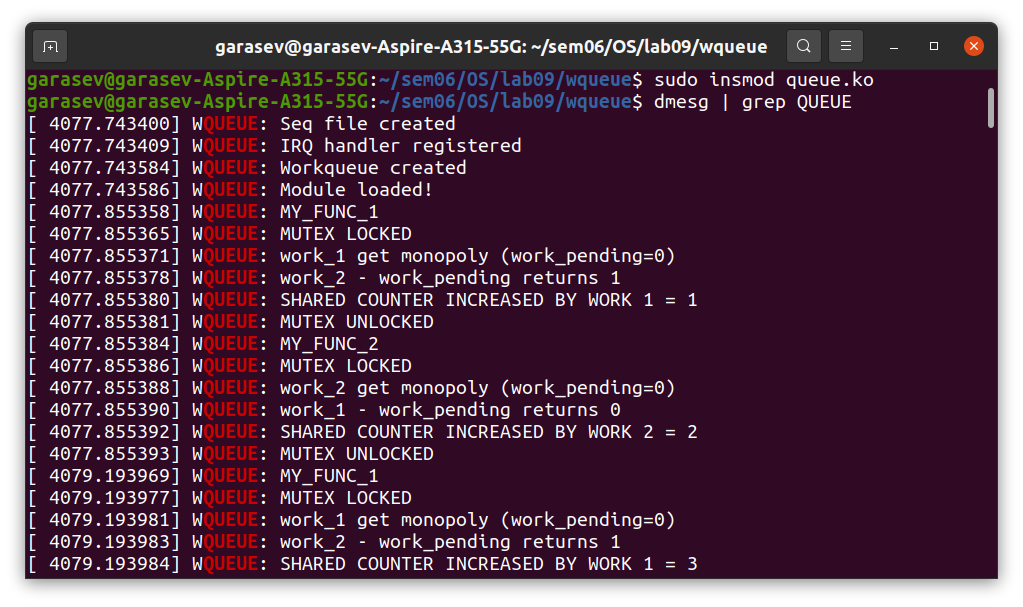 garasev@garasev-Aspire-A315-55G: ~/sem06/OS/lab09/wqueue
garasev@garasev-Aspire-A315-55G:~/sem06/OS/lab09/wqueue$ sudo insmod queue.ko
garasev@garasev-Aspire-A315-55G:~/sem06/OS/lab09/wqueue$ dmesg | grep QUEUE
[ 4077.743400] WQUEUE: Seq file created
[ 4077.743409] WQUEUE: IRQ handler registered
[ 4077.743584] WQUEUE: Workqueue created
[ 4077.743586] WQUEUE: Module loaded!
[ 4077.855358] WQUEUE: MY_FUNC_1
[ 4077.855365] WQUEUE: MUTEX LOCKED
[ 4077.855371] WQUEUE: work_1 get monopoly (work_pending=0)
[ 4077.855378] WQUEUE: work_2 - work_pending returns 1
[ 4077.855380] WQUEUE: SHARED COUNTER INCREASED BY WORK 1 = 1
[ 4077.855381] WQUEUE: MUTEX UNLOCKED
[ 4077.855384] WQUEUE: MY_FUNC_2
[ 4077.855386] WQUEUE: MUTEX LOCKED
[ 4077.855388] WQUEUE: work_2 get monopoly (work_pending=0)
[ 4077.855390] WQUEUE: work_1 - work_pending returns 0
[ 4077.855392] WQUEUE: SHARED COUNTER INCREASED BY WORK 2 = 2
[ 4077.855393] WQUEUE: MUTEX UNLOCKED
[ 4079.193969] WQUEUE: MY_FUNC_1
[ 4079.193977] WQUEUE: MUTEX LOCKED
[ 4079.193981] WQUEUE: work_1 get monopoly (work_pending=0)
[ 4079.193983] WQUEUE: work_2 - work_pending returns 1
[ 4079.193984] WQUEUE: SHARED COUNTER INCREASED BY WORK 1 = 3